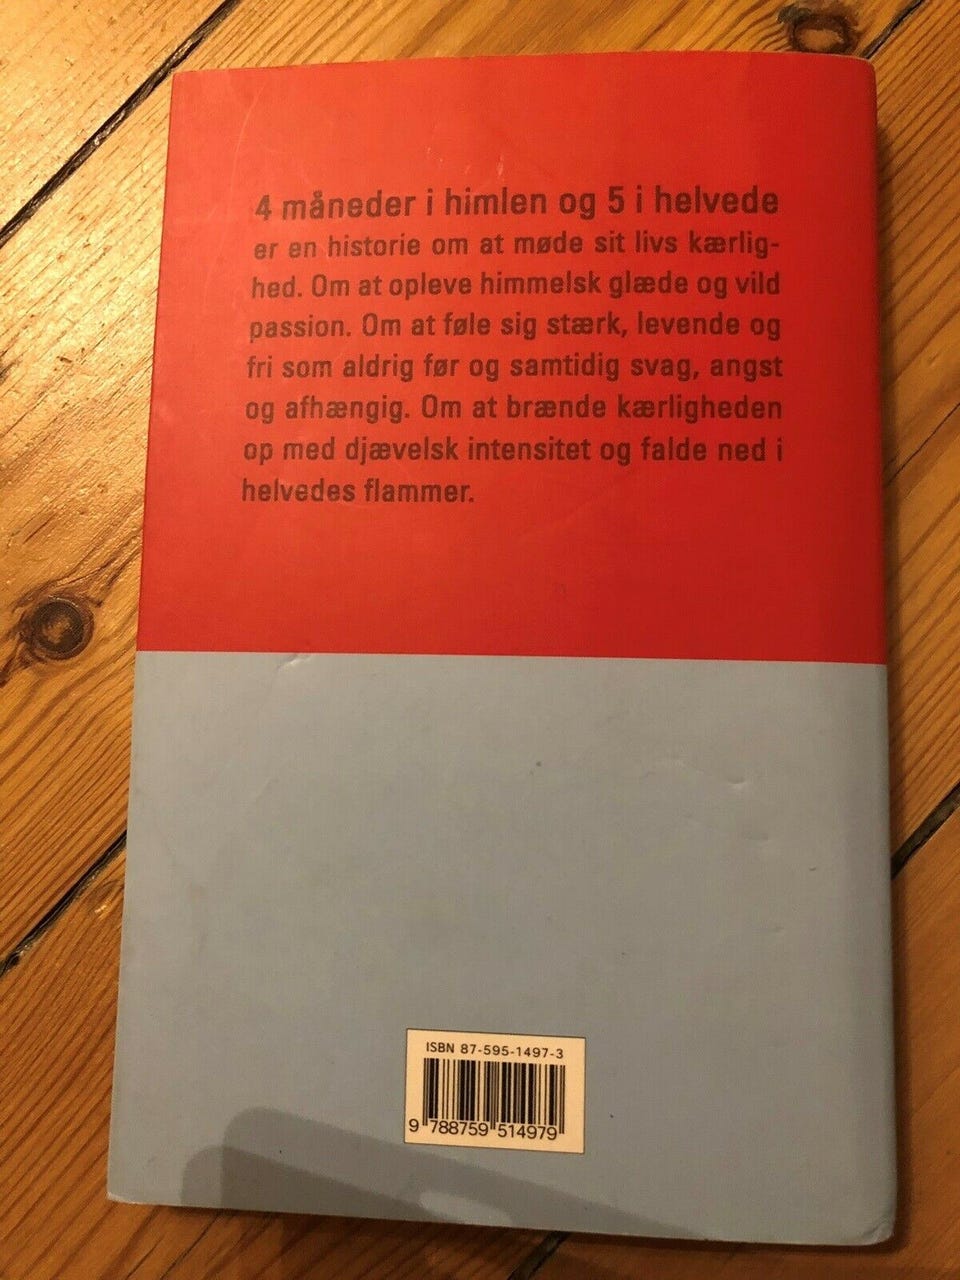 4 måneder i himlen og 5 i helvede
er en historie om at møde sit livs kærlig-
hed. Om at opleve himmelsk glæde og vild
passion. Om at føle sig stærk, levende og
fri som aldrig før og samtidig svag, angst
og afhængig. Om at brænde kærligheden
op med djævelsk intensitet og falde ned i
helvedes flammer.
ISBN 87-595-1497-3
9 788759 514979